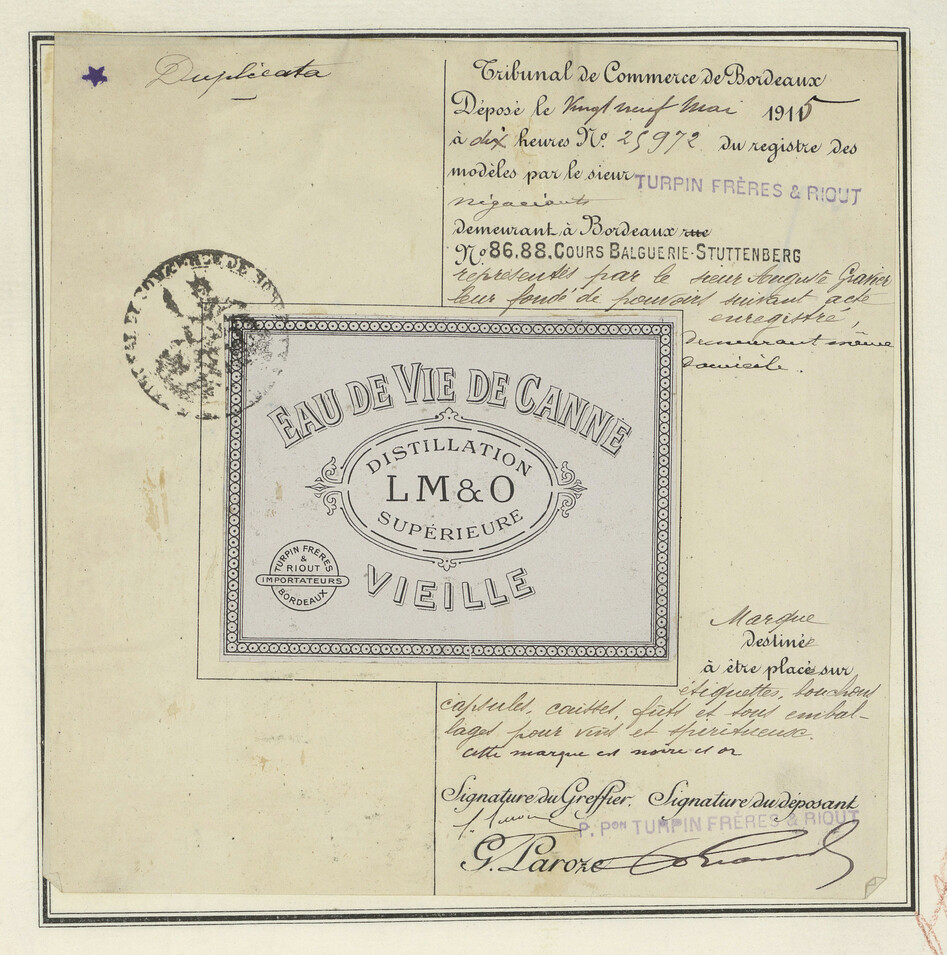 Duplicata
Tribunal de Commerce de Bordeaux
Déposé le Vingt neuf Mai 1915
à dix heures Nº 25972 du registre des
modèles par le sieur TURPIN FRÈRES & RIOUT
négociants
demeurant à Bordeaux rue
Nº 86.88. COURS BALGUERIE-STUTTENBERG
représentés par le sieur Auguste Gravier
leur fondé de pouvoirs suivant acte
enregistré,
demeurant même
domicile.
EAU DE VIE DE CANNE
DISTILLATION
LM&O
SUPÉRIEURE
VIEILLE
TURPIN FRÈRES
&
RIOUT
IMPORTATEURS
BORDEAUX
Marque
destinée
à être placé sur
étiquettes, bouchons
capsules, caisses, fûts et tous embal-
lages pour vins et spiritueux.
cette marque est noire et or
Signature du Greffier. Signature du déposant
P. Pon TURPIN FRÈRES & RIOUT
G. Paroze